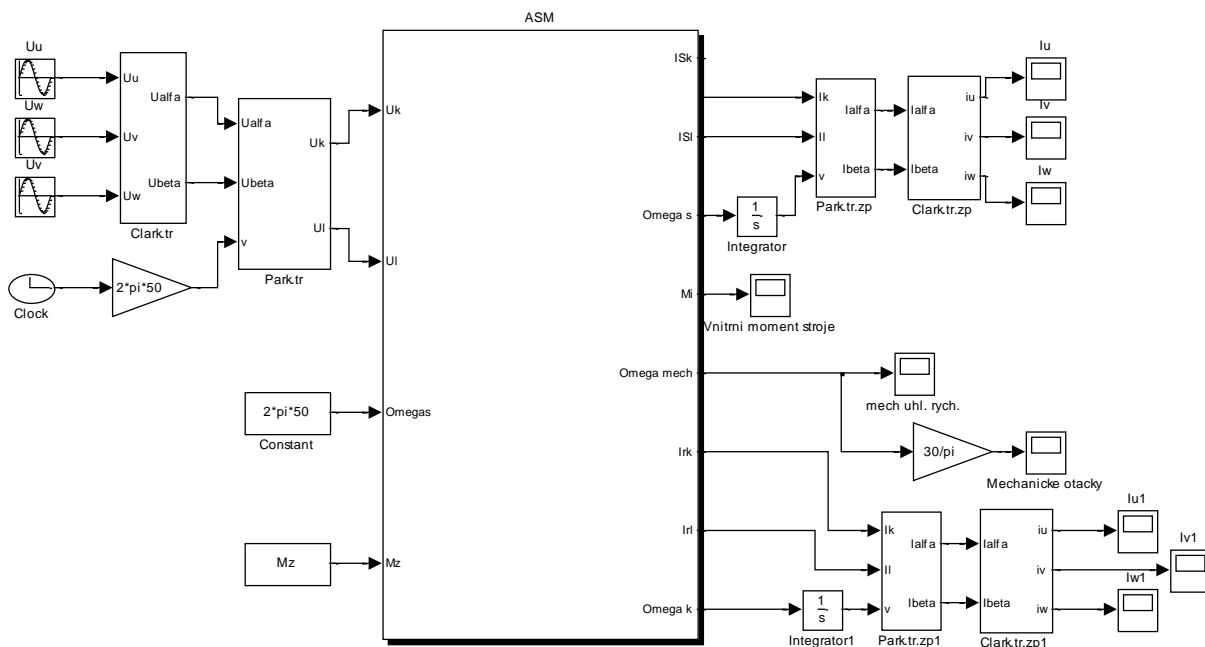 ASM
Uu
Uw
Uv
Uu
Uv
Uw
Ualfa
Ubeta
Clark.tr
Clock
2*pi*50
Ualfa
Ubeta
v
Uk
Ul
Park.tr
2*pi*50
Constant
Mz
Uk
Ul
Omegas
Mz
ISk
ISl
Omega s
Mi
Omega mech
Irk
Irl
Omega k
1
s
Integrator
Ik
Il
v
Ialfa
Ibeta
Park.tr.zp
Ialfa
Ibeta
iu
iv
iw
Clark.tr.zp
Iu
Iv
Iw
Vnitrni moment stroje
mech uhl. rych.
30/pi
Mechanicke otacky
1
s
Integrator1
Ik
Il
v
Ialfa
Ibeta
Park.tr.zp1
Ialfa
Ibeta
iu
iv
iw
Clark.tr.zp1
Iu1
Iv1
Iw1